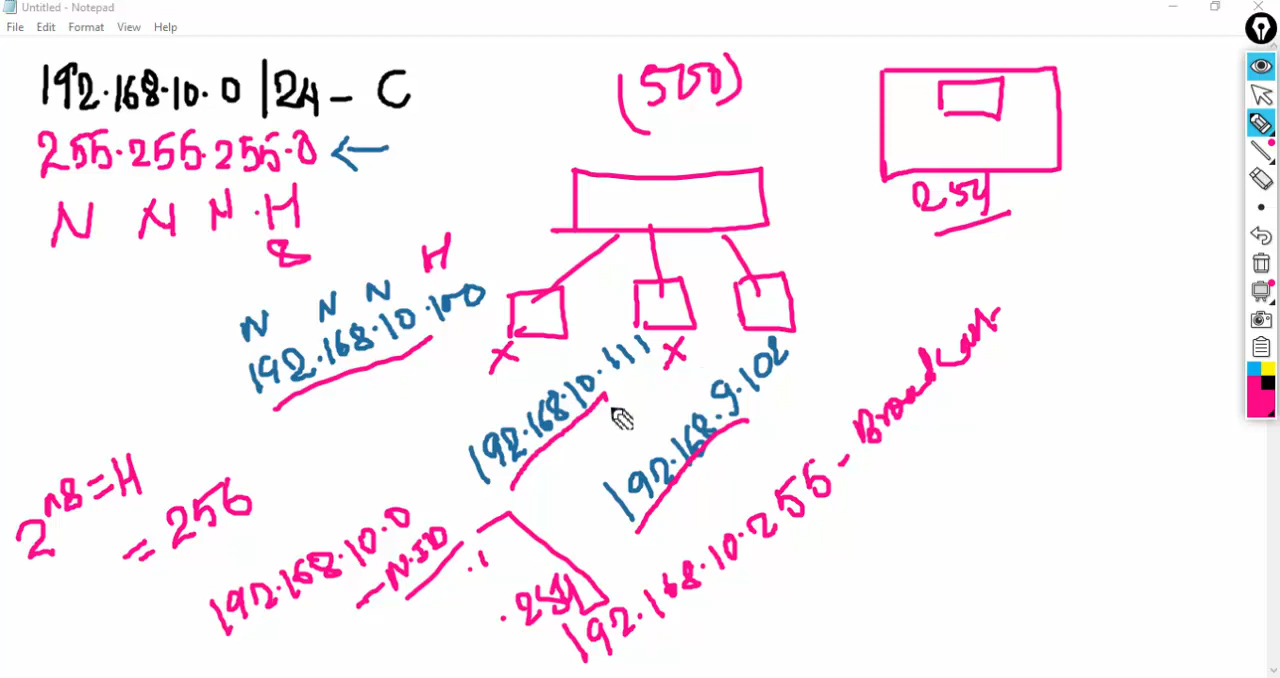 Untitled - Notepad
File Edit Format View Help
192.168.10.0 |24 - C
(500)
255.255.255.0
N N N .H
8
254
N N N H
192.168.10.100
X X
192.168.10.111
192.168.9.102
2^8=H
= 256
192.168.10.0
-N.ID
.1
.254
192.168.10.255 - Broadcast